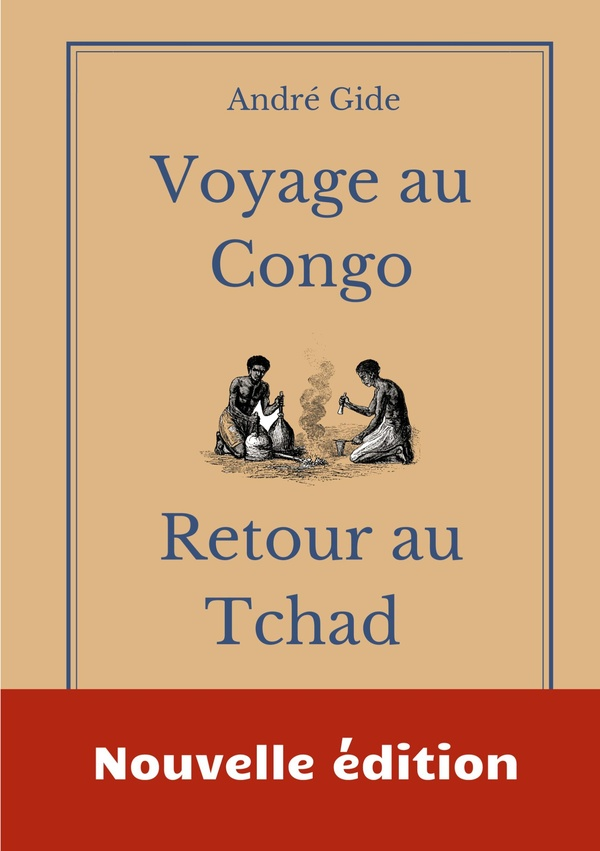 André Gide
Voyage au
Congo
Retour au
Tchad
Nouvelle édition